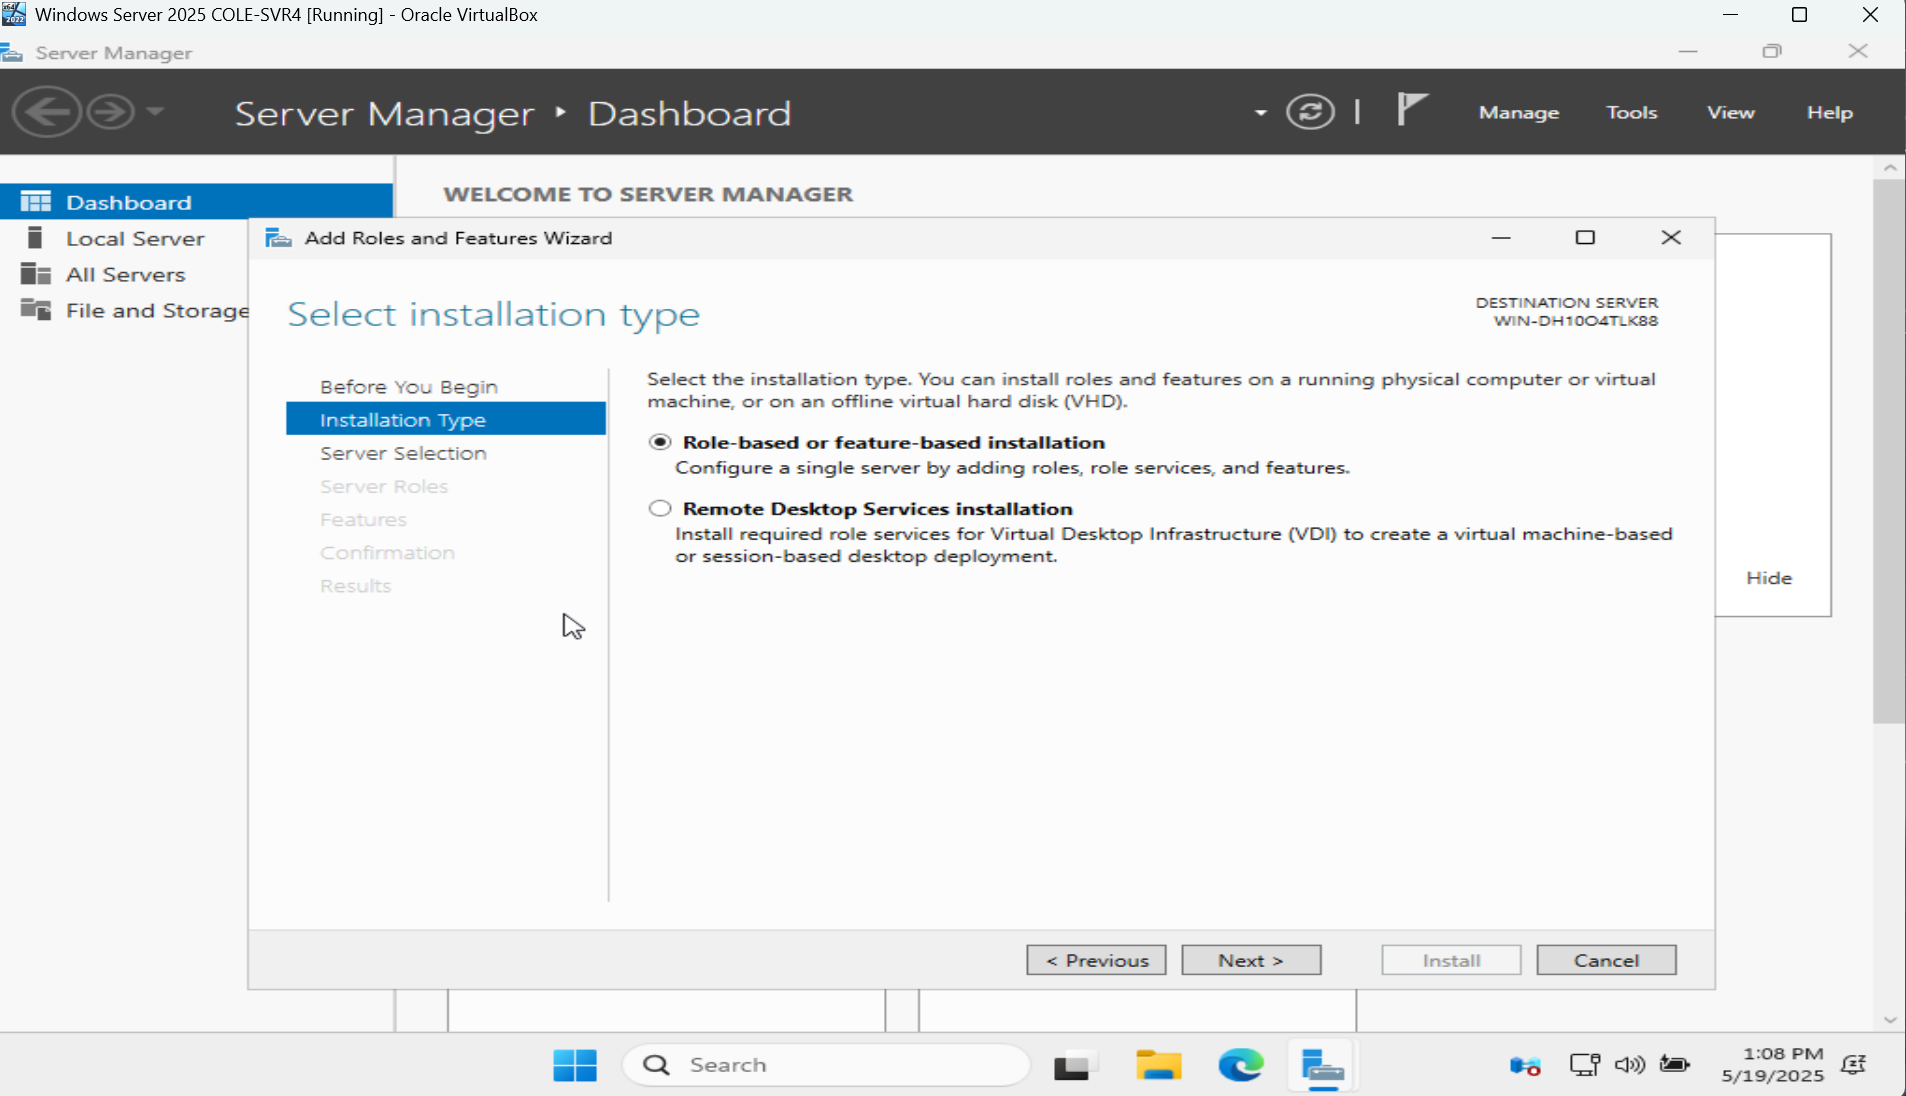 Windows Server 2025 COLE-SVR4 [Running] - Oracle VirtualBox
Server Manager
Server Manager ‣ Dashboard
Manage
Tools
View
Help
Dashboard
Local Server
All Servers
File and Storage
WELCOME TO SERVER MANAGER
Add Roles and Features Wizard
Select installation type
DESTINATION SERVER
WIN-DH10O4TLK88
Before You Begin
Installation Type
Server Selection
Server Roles
Features
Confirmation
Results
Select the installation type. You can install roles and features on a running physical computer or virtual
machine, or on an offline virtual hard disk (VHD).
Role-based or feature-based installation
Configure a single server by adding roles, role services, and features.
Remote Desktop Services installation
Install required role services for Virtual Desktop Infrastructure (VDI) to create a virtual machine-based
or session-based desktop deployment.
Hide
< Previous
Next >
Install
Cancel
Search
1:08 PM
5/19/2025